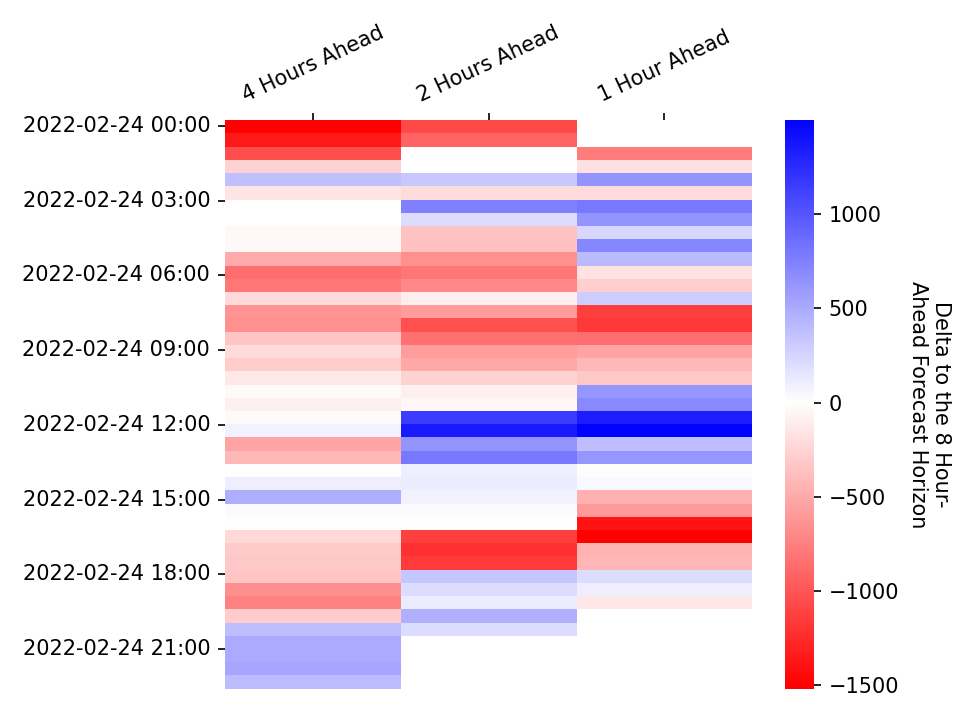 4 Hours Ahead
2 Hours Ahead
1 Hour Ahead
2022-02-24 00:00
2022-02-24 03:00
2022-02-24 06:00
2022-02-24 09:00
2022-02-24 12:00
2022-02-24 15:00
2022-02-24 18:00
2022-02-24 21:00
1000
500
0
−500
−1000
−1500
Delta to the 8 Hour-
Ahead Forecast Horizon